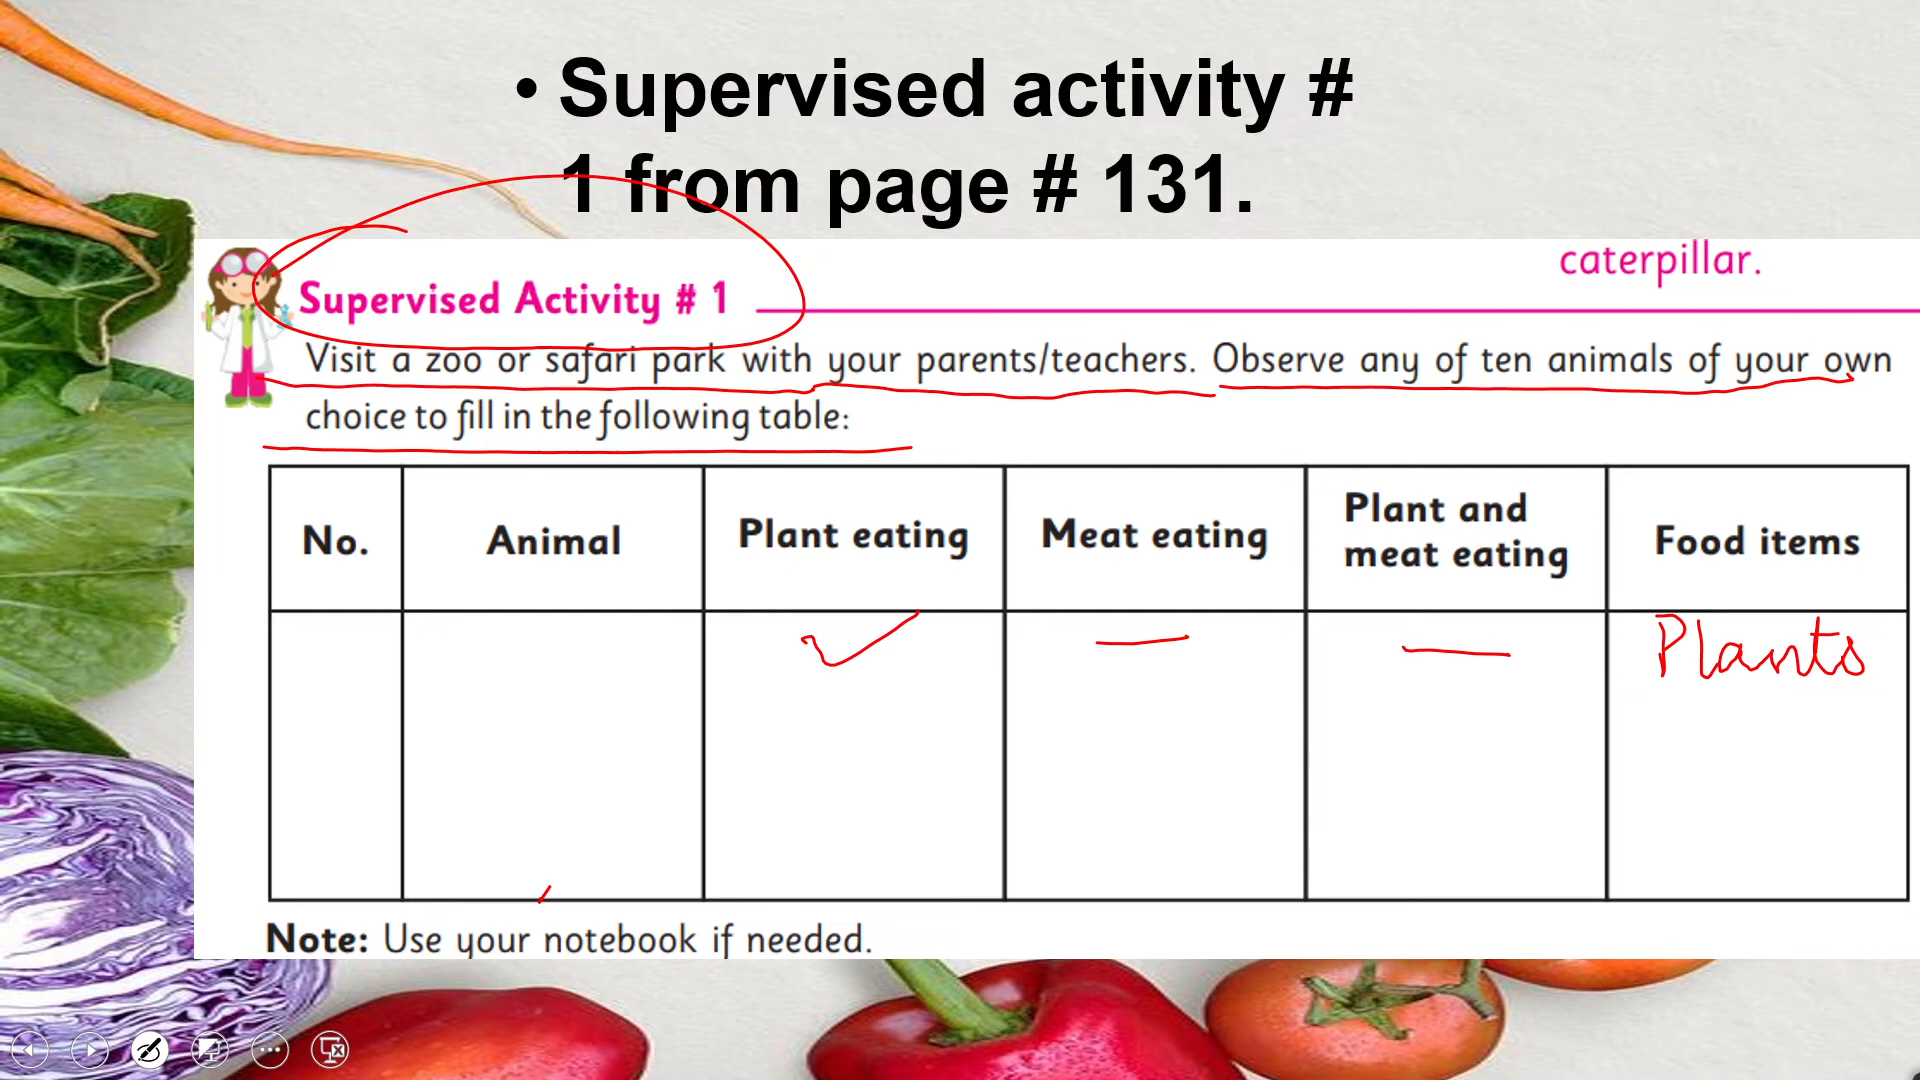 • Supervised activity #
1 from page # 131.
caterpillar.
Supervised Activity # 1
Visit a zoo or safari park with your parents/teachers. Observe any of ten animals of your own
choice to fill in the following table:
No. Animal Plant eating Meat eating Plant and meat eating Food items
✓ — — Plants
Note: Use your notebook if needed.